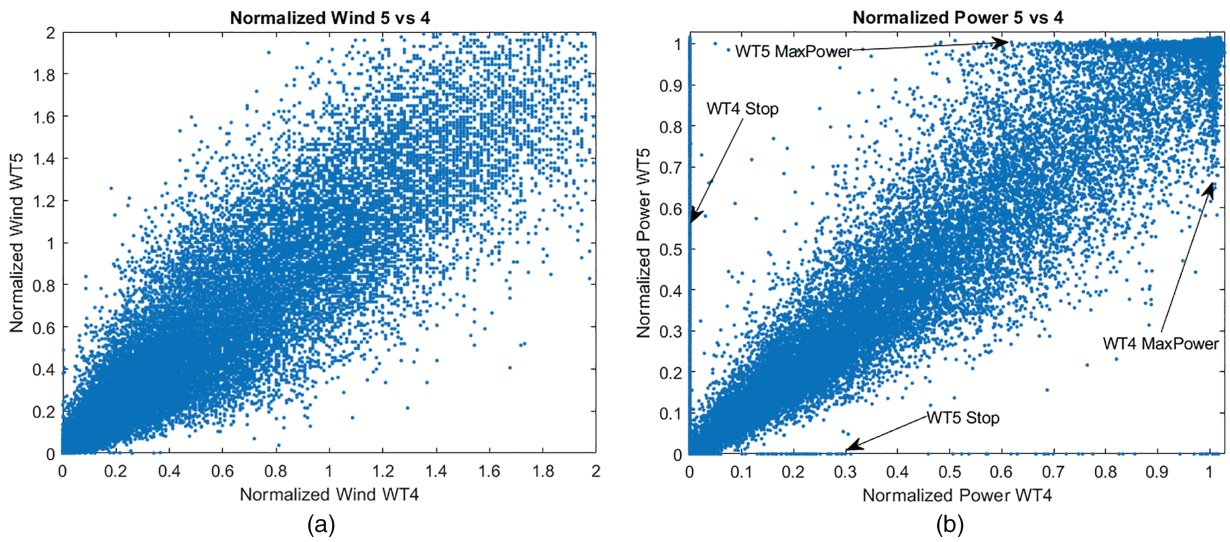 Normalized Wind 5 vs 4
2
1.8
1.6
1.4
1.2
1
0.8
0.6
0.4
0.2
0
Normalized Wind WT5
0 0.2 0.4 0.6 0.8 1 1.2 1.4 1.6 1.8 2
Normalized Wind WT4
(a)
Normalized Power 5 vs 4
1
0.9
0.8
0.7
0.6
0.5
0.4
0.3
0.2
0.1
0
Normalized Power WT5
WT5 MaxPower
WT4 Stop
WT4 MaxPower
WT5 Stop
0 0.1 0.2 0.3 0.4 0.5 0.6 0.7 0.8 0.9 1
Normalized Power WT4
(b)